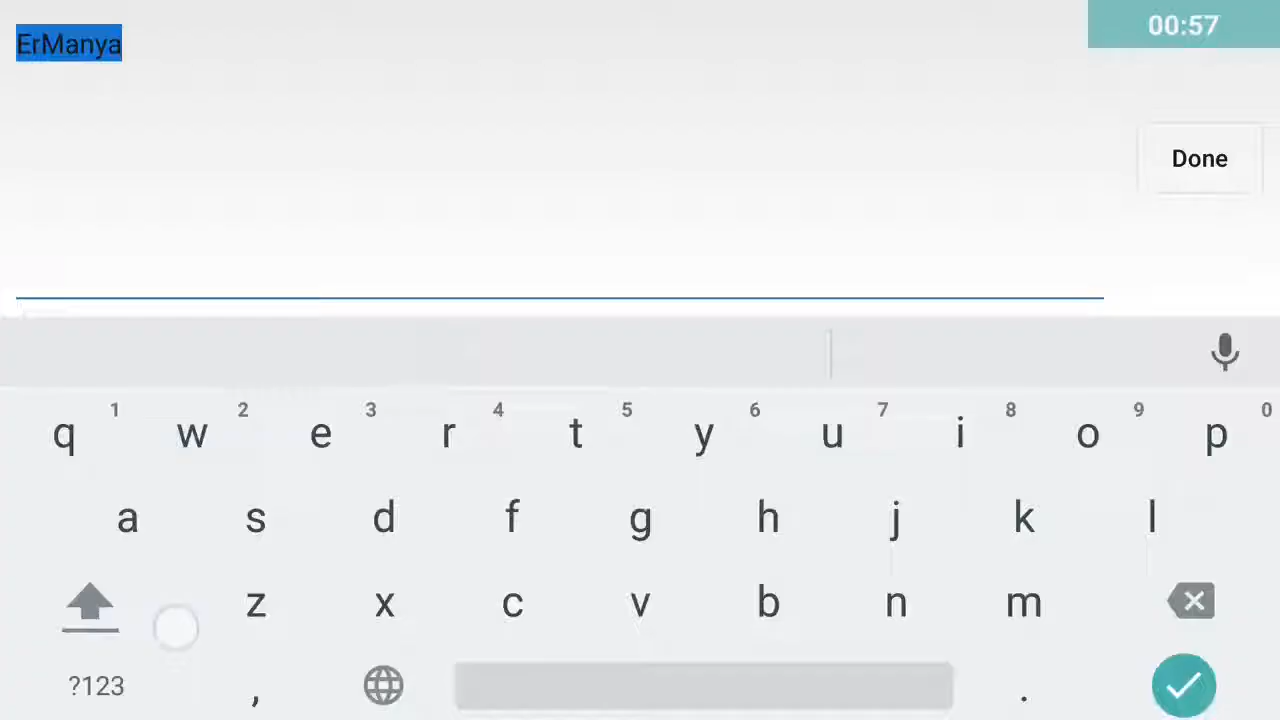 ErManya
00:57
Done
1 2 3 4 5 6 7 8 9 0
q w e r t y u i o p
a s d f g h j k l
z x c v b n m
?123 , .